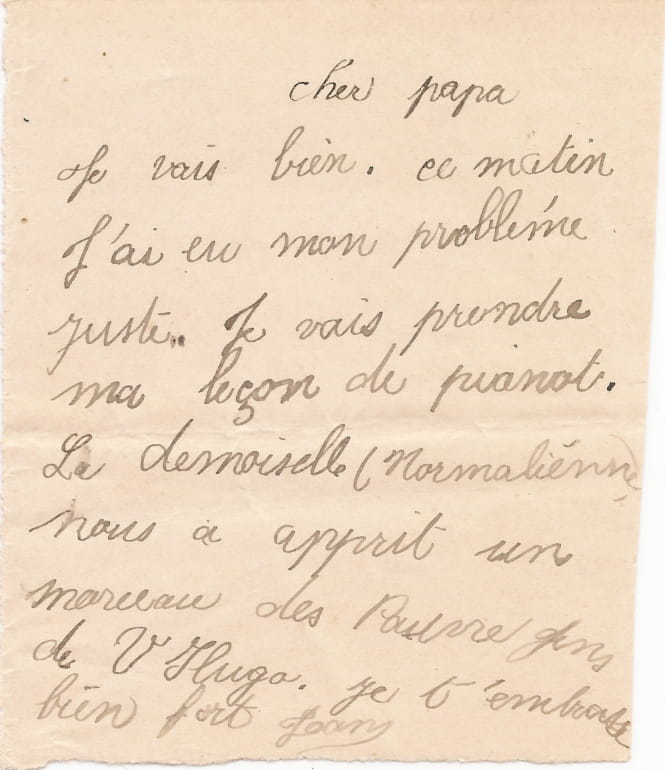 cher papa
Je vais bien. ce matin
J'ai eu mon problème
juste. Je vais prendre
ma leçon de pianot.
La demoiselle (Normaliénne)
nous a apprit un
morceau des Pauvre Gens
de V Hugo. Je t'embrasse
bien fort Jean